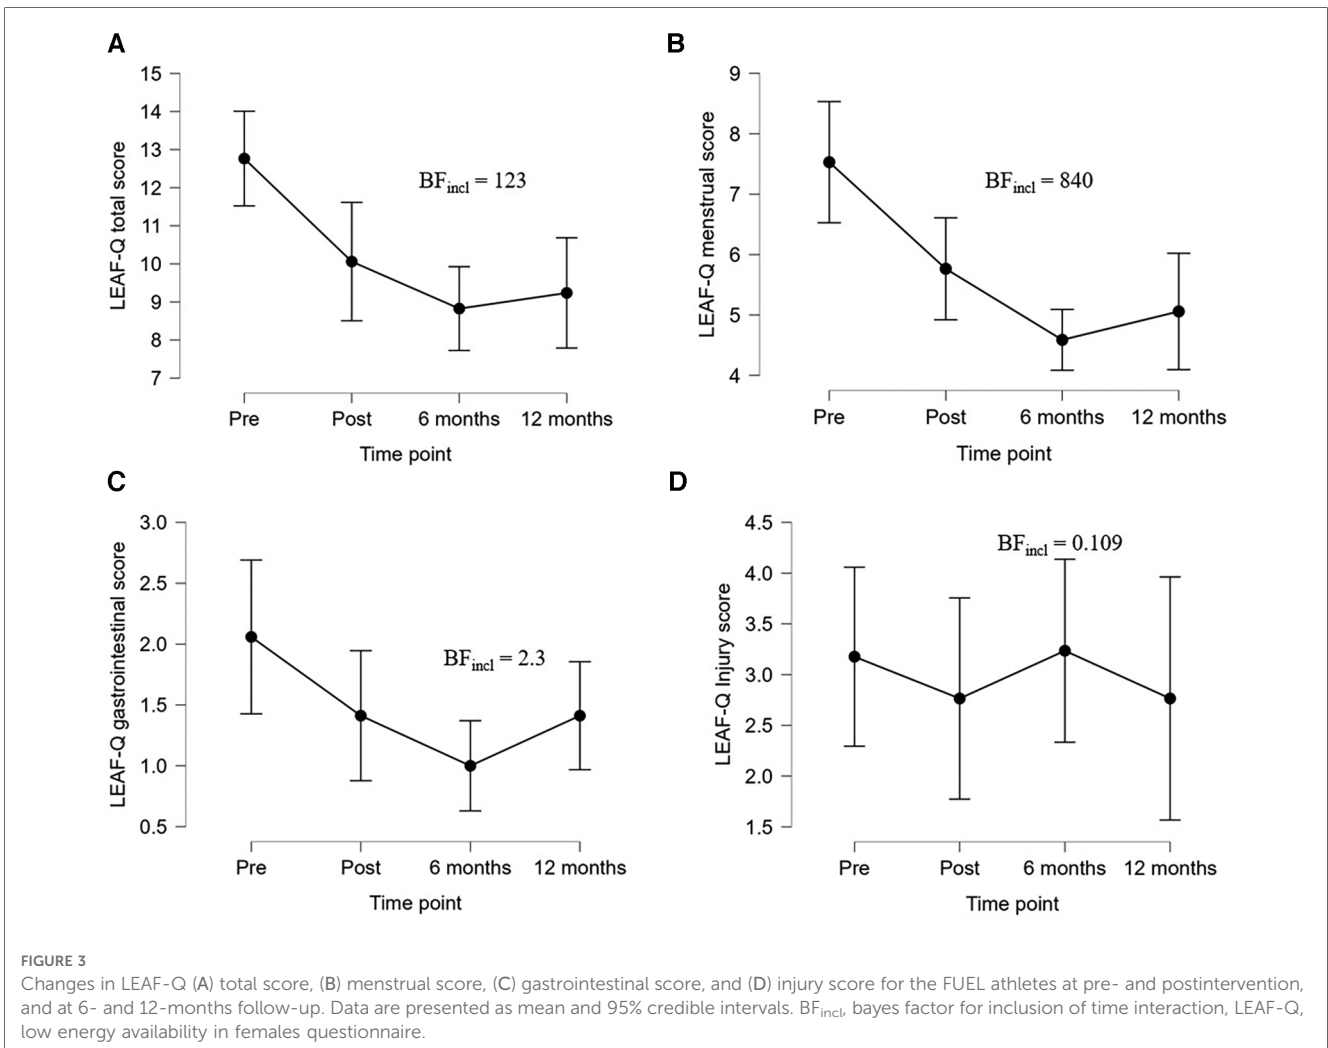 A
15
14
13
12
11
10
9
8
7
LEAF-Q total score
BFincl = 123
Pre Post 6 months 12 months
Time point
B
9
8
7
6
5
4
LEAF-Q menstrual score
BFincl = 840
Pre Post 6 months 12 months
Time point
C
3.0
2.5
2.0
1.5
1.0
0.5
LEAF-Q gastrointestinal score
BFincl = 2.3
Pre Post 6 months 12 months
Time point
D
4.5
4.0
3.5
3.0
2.5
2.0
1.5
LEAF-Q Injury score
BFincl = 0.109
Pre Post 6 months 12 months
Time point
FIGURE 3
Changes in LEAF-Q (A) total score, (B) menstrual score, (C) gastrointestinal score, and (D) injury score for the FUEL athletes at pre- and postintervention,
and at 6- and 12-months follow-up. Data are presented as mean and 95% credible intervals. BFincl, bayes factor for inclusion of time interaction, LEAF-Q,
low energy availability in females questionnaire.